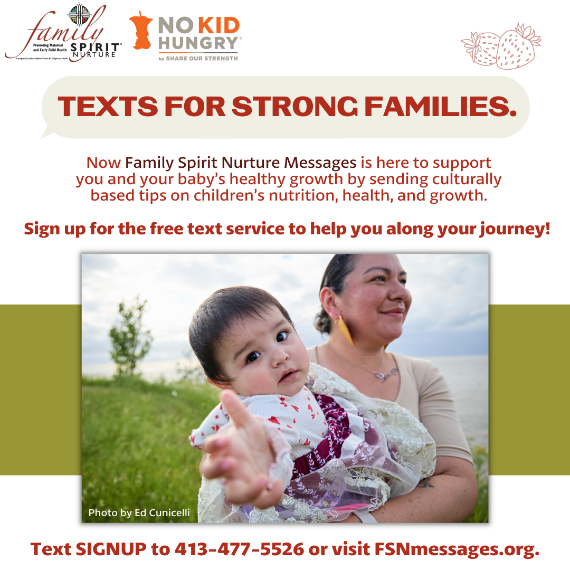 family
SPIRIT®
NURTURE
Promoting Maternal
and Early Child Health
NO KID
HUNGRY®
by SHARE OUR STRENGTH
TEXTS FOR STRONG FAMILIES.
Now Family Spirit Nurture Messages is here to support
you and your baby's healthy growth by sending culturally
based tips on children's nutrition, health, and growth.
Sign up for the free text service to help you along your journey!
Photo by Ed Cunicelli
Text SIGNUP to 413-477-5526 or visit FSNmessages.org.